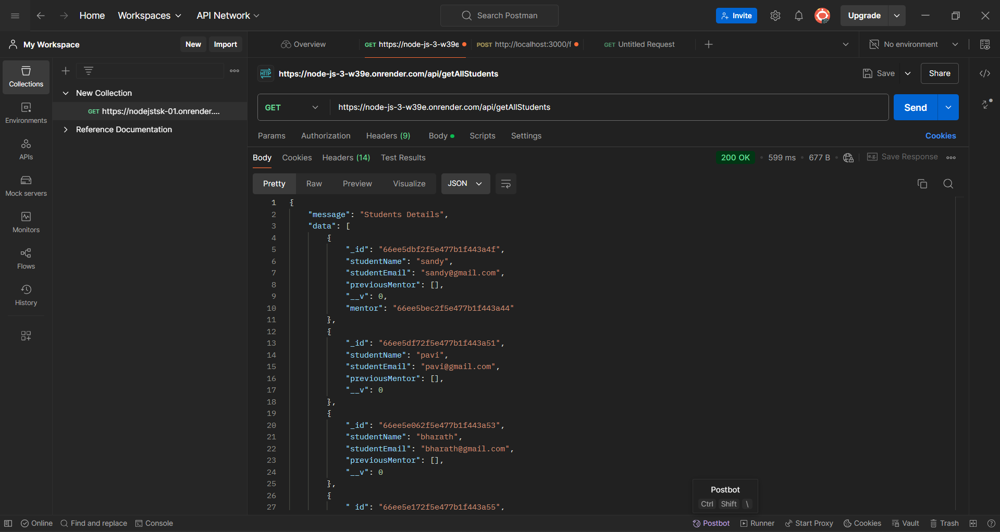 Home Workspaces API Network Search Postman Invite Upgrade
My Workspace New Import
Overview GET https://node-js-3-w39e POST http://localhost:3000/f GET Untitled Request No environment
Collections
Environments
APIs
Mock servers
Monitors
Flows
History
New Collection
GET https://nodejstsk-01.onrender....
Reference Documentation
HTTP https://node-js-3-w39e.onrender.com/api/getAllStudents Save Share
GET https://node-js-3-w39e.onrender.com/api/getAllStudents Send
Params Authorization Headers (9) Body Scripts Settings Cookies
Body Cookies Headers (14) Test Results 200 OK 599 ms 677 B e.g. Save Response
Pretty Raw Preview Visualize JSON
1 {
2 "message": "Students Details",
3 "data": [
4 {
5 "_id": "66ee5dbf2f5e477b1f443a4f",
6 "studentName": "sandy",
7 "studentEmail": "sandy@gmail.com",
8 "previousMentor": [],
9 "__v": 0,
10 "mentor": "66ee5bec2f5e477b1f443a44"
11 },
12 {
13 "_id": "66ee5df72f5e477b1f443a51",
14 "studentName": "pavi",
15 "studentEmail": "pavi@gmail.com",
16 "previousMentor": [],
17 "__v": 0
18 },
19 {
20 "_id": "66ee5e062f5e477b1f443a53",
21 "studentName": "bharath",
22 "studentEmail": "bharath@gmail.com",
23 "previousMentor": [],
24 "__v": 0
25 },
26 {
27 "_id": "66ee5e172f5e477b1f443a55",
Postbot
Ctrl Shift \
Online Find and replace Console Postbot Runner Start Proxy Cookies Vault Trash